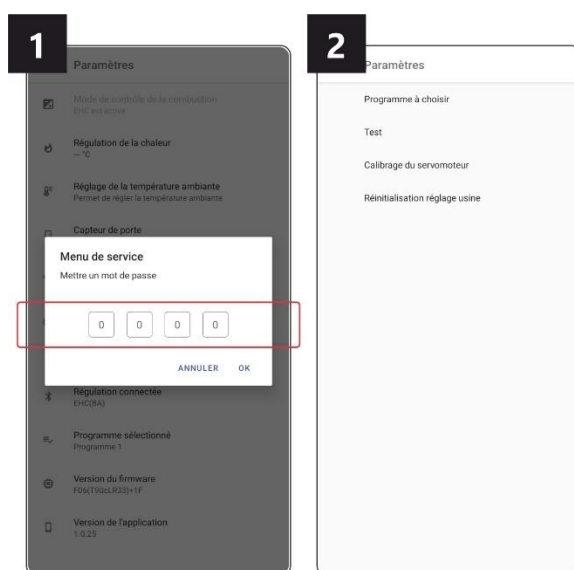 1
Paramètres
Mode de contrôle de la combustion
EHC est active
Régulation de la chaleur
-- °C
Réglage de la température ambiante
Permet de régler la température ambiante
Capteur de porte
Menu de service
Mettre un mot de passe
0 0 0 0
ANNULER OK
Régulation connectée
EHC(8A)
Programme sélectionné
Programme 1
Version du firmware
Version de l'application
1.0.25
2
Paramètres
Programme à choisir
Test
Calibrage du servomoteur
Réinitialisation réglage usine